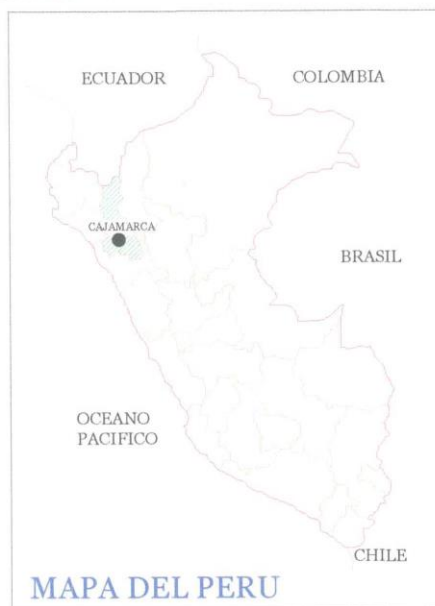 ECUADOR
COLOMBIA
CAJAMARCA
BRASIL
OCEANO
PACIFICO
CHILE
MAPA DEL PERU